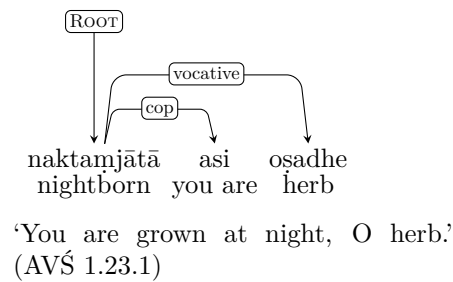 ROOT
vocative
cop
naktaṃjātā asi oṣadhe
nightborn you are herb
‘You are grown at night, O herb.’
(AVŚ 1.23.1)